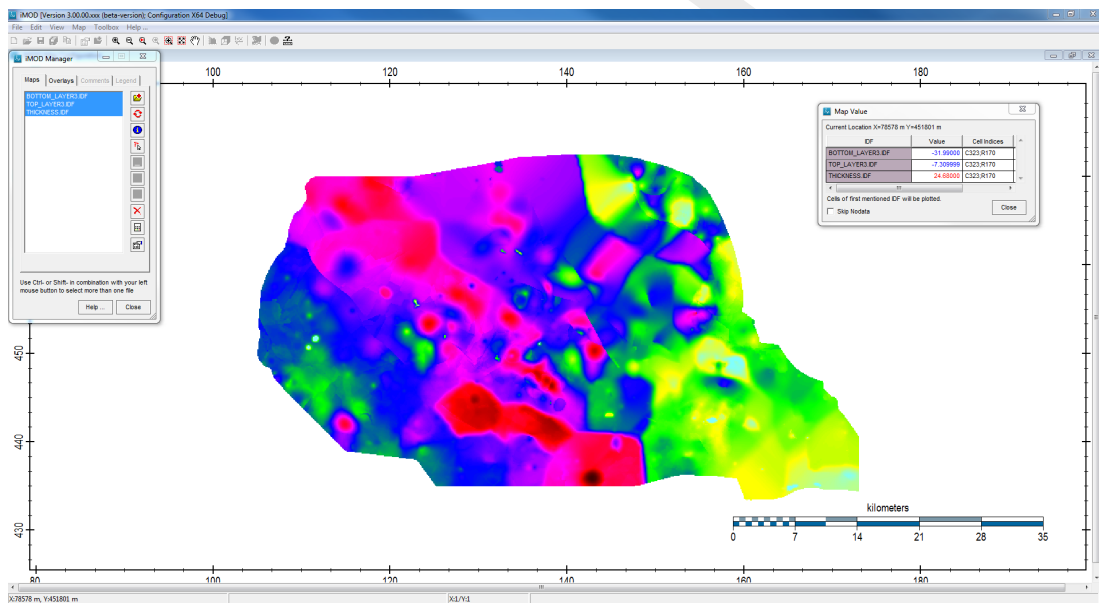 iMOD [Version 3.00.00.xxx (beta-version); Configuration X64 Debug]
File Edit View Map Toolbox Help ...
iMOD Manager
Maps Overlays Comments Legend
BOTTOM_LAYER3.IDF
TOP_LAYER3.IDF
THICKNESS.IDF
Use Ctrl- or Shift- in combination with your left
mouse button to select more than one file
Help ... Close
100 120 140 160 180
Map Value
Current Location X=78578 m Y=451801 m
IDF Value Cell Indices
BOTTOM_LAYER3.IDF -31.99000 C323;R170
TOP_LAYER3.IDF -7.309999 C323;R170
THICKNESS.IDF 24.68000 C323;R170
Cells of first mentioned IDF will be plotted.
Skip Nodata
Close
450
440
430
kilometers
0 7 14 21 28 35
80 100 120 140 160 180
X:78578 m, Y:451801 m X:1/Y:1